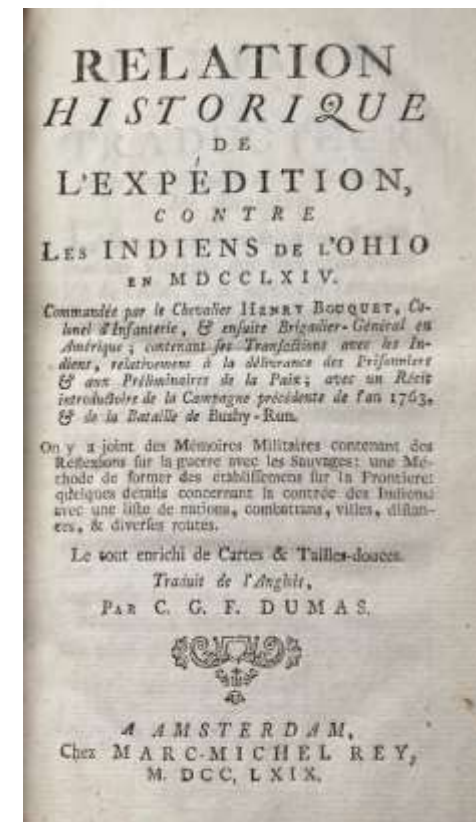 RELATION
HISTORIQUE
DE
L'EXPÉDITION,
CONTRE
LES INDIENS DE L'OHIO
EN MDCCLXIV.
Commandée par le Chevalier HENRY BOUQUET, Co-
lonel d'Infanterie, & enſuite Brigadier-Général en
Amérique; contenant ſes Tranſactions avec les In-
diens, relativement à la délivrance des Priſonniers
& aux Préliminaires de la Paix; avec un Récit
introductoire de la Campagne précédente de l'an 1763,
& de la Bataille de Bushy-Run.
On y a joint des Mémoires Militaires contenant des
Réflexions ſur la guerre avec les Sauvages: une Mé-
thode de former des établiſſemens ſur la Frontiere:
quelques détails concernant la contrée des Indiens:
avec une liſte de nations, combattans, villes, diſtan-
ces, & diverſes routes.
Le tout enrichi de Cartes & Tailles-douces.
Traduit de l'Anglois,
PAR C. G. F. DUMAS.
A AMSTERDAM,
Chez MARC-MICHEL REY,
M. DCC, LXIX.